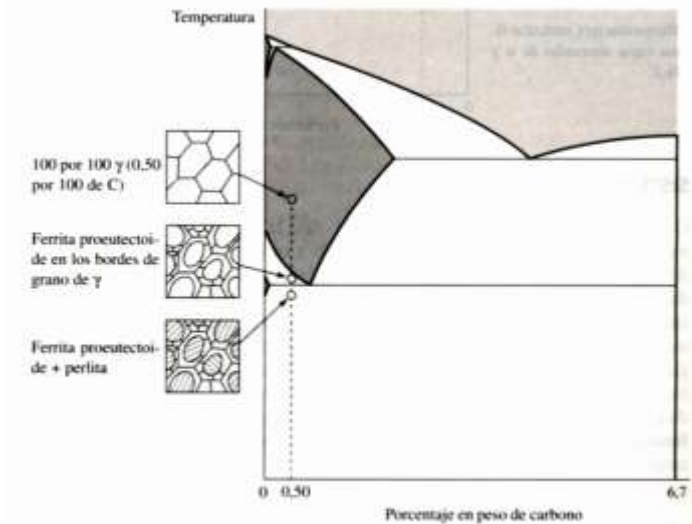 Temperatura
100 por 100 γ (0,50
por 100 de C)
Ferrita proeutectoi-
de en los bordes de
grano de γ
Ferrita proeutectoi-
de + perlita
0
0,50
6,7
Porcentaje en peso de carbono